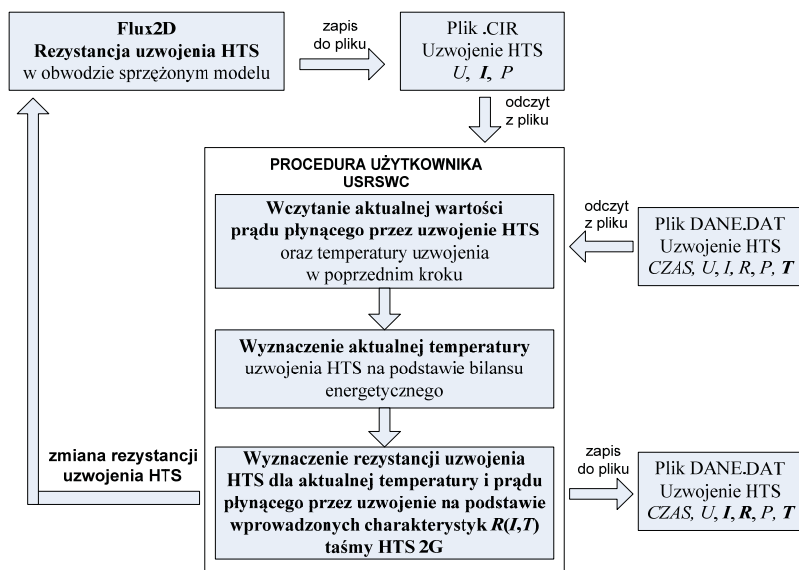 Flux2D
Rezystancja uzwojenia HTS
w obwodzie sprzężonym modelu
zapis
do pliku
Plik .CIR
Uzwojenie HTS
U, I, P
odczyt
z pliku
PROCEDURA UŻYTKOWNIKA
USRSWC
Wczytanie aktualnej wartości
prądu płynącego przez uzwojenie HTS
oraz temperatury uzwojenia
w poprzednim kroku
odczyt
z pliku
Plik DANE.DAT
Uzwojenie HTS
CZAS, U, I, R, P, T
Wyznaczenie aktualnej temperatury
uzwojenia HTS na podstawie bilansu
energetycznego
zmiana rezystancji
uzwojenia HTS
Wyznaczenie rezystancji uzwojenia
HTS dla aktualnej temperatury i prądu
płynącego przez uzwojenie na podstawie
wprowadzonych charakterystyk R(I,T)
taśmy HTS 2G
zapis
do pliku
Plik DANE.DAT
Uzwojenie HTS
CZAS, U, I, R, P, T